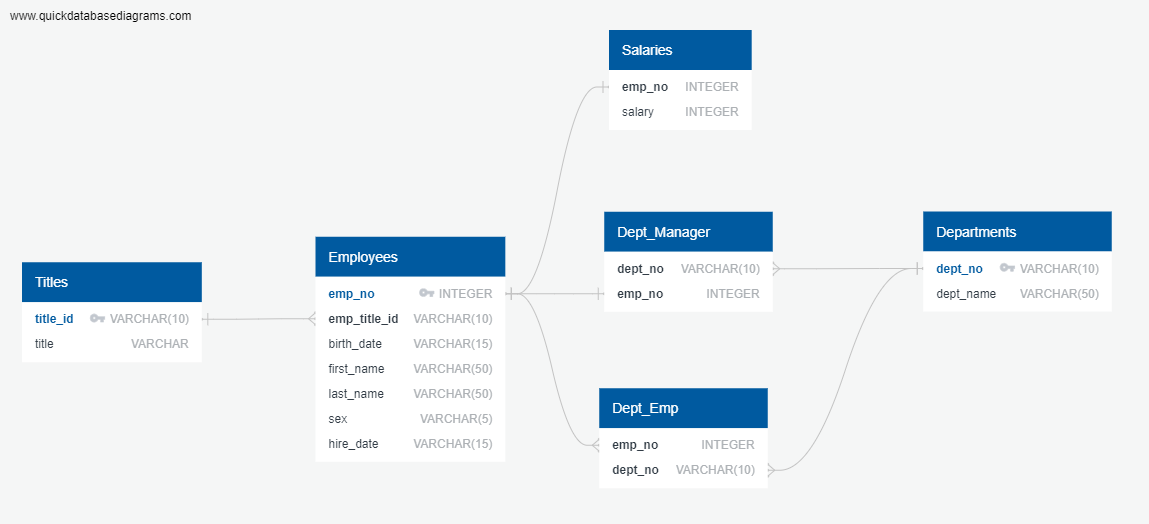 www.quickdatabasediagrams.com
Salaries
emp_no INTEGER
salary INTEGER
Dept_Manager
dept_no VARCHAR(10)
emp_no INTEGER
Departments
dept_no VARCHAR(10)
dept_name VARCHAR(50)
Employees
emp_no INTEGER
emp_title_id VARCHAR(10)
birth_date VARCHAR(15)
first_name VARCHAR(50)
last_name VARCHAR(50)
sex VARCHAR(5)
hire_date VARCHAR(15)
Titles
title_id VARCHAR(10)
title VARCHAR
Dept_Emp
emp_no INTEGER
dept_no VARCHAR(10)